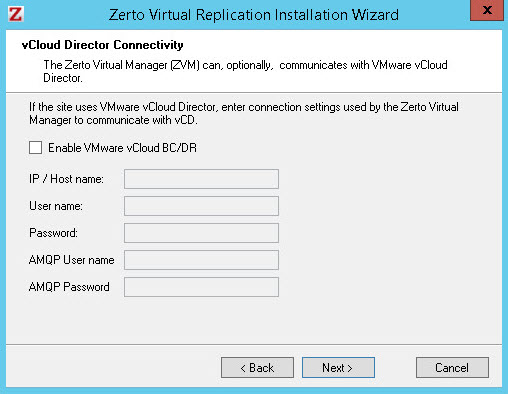 Z Zerto Virtual Replication Installation Wizard x
vCloud Director Connectivity
The Zerto Virtual Manager (ZVM) can, optionally, communicates with VMware vCloud
Director.
If the site uses VMware vCloud Director, enter connection settings used by the Zerto Virtual
Manager to communicate with vCD.
Enable VMware vCloud BC/DR
IP / Host name:
User name:
Password:
AMQP User name
AMQP Password
< Back Next > Cancel